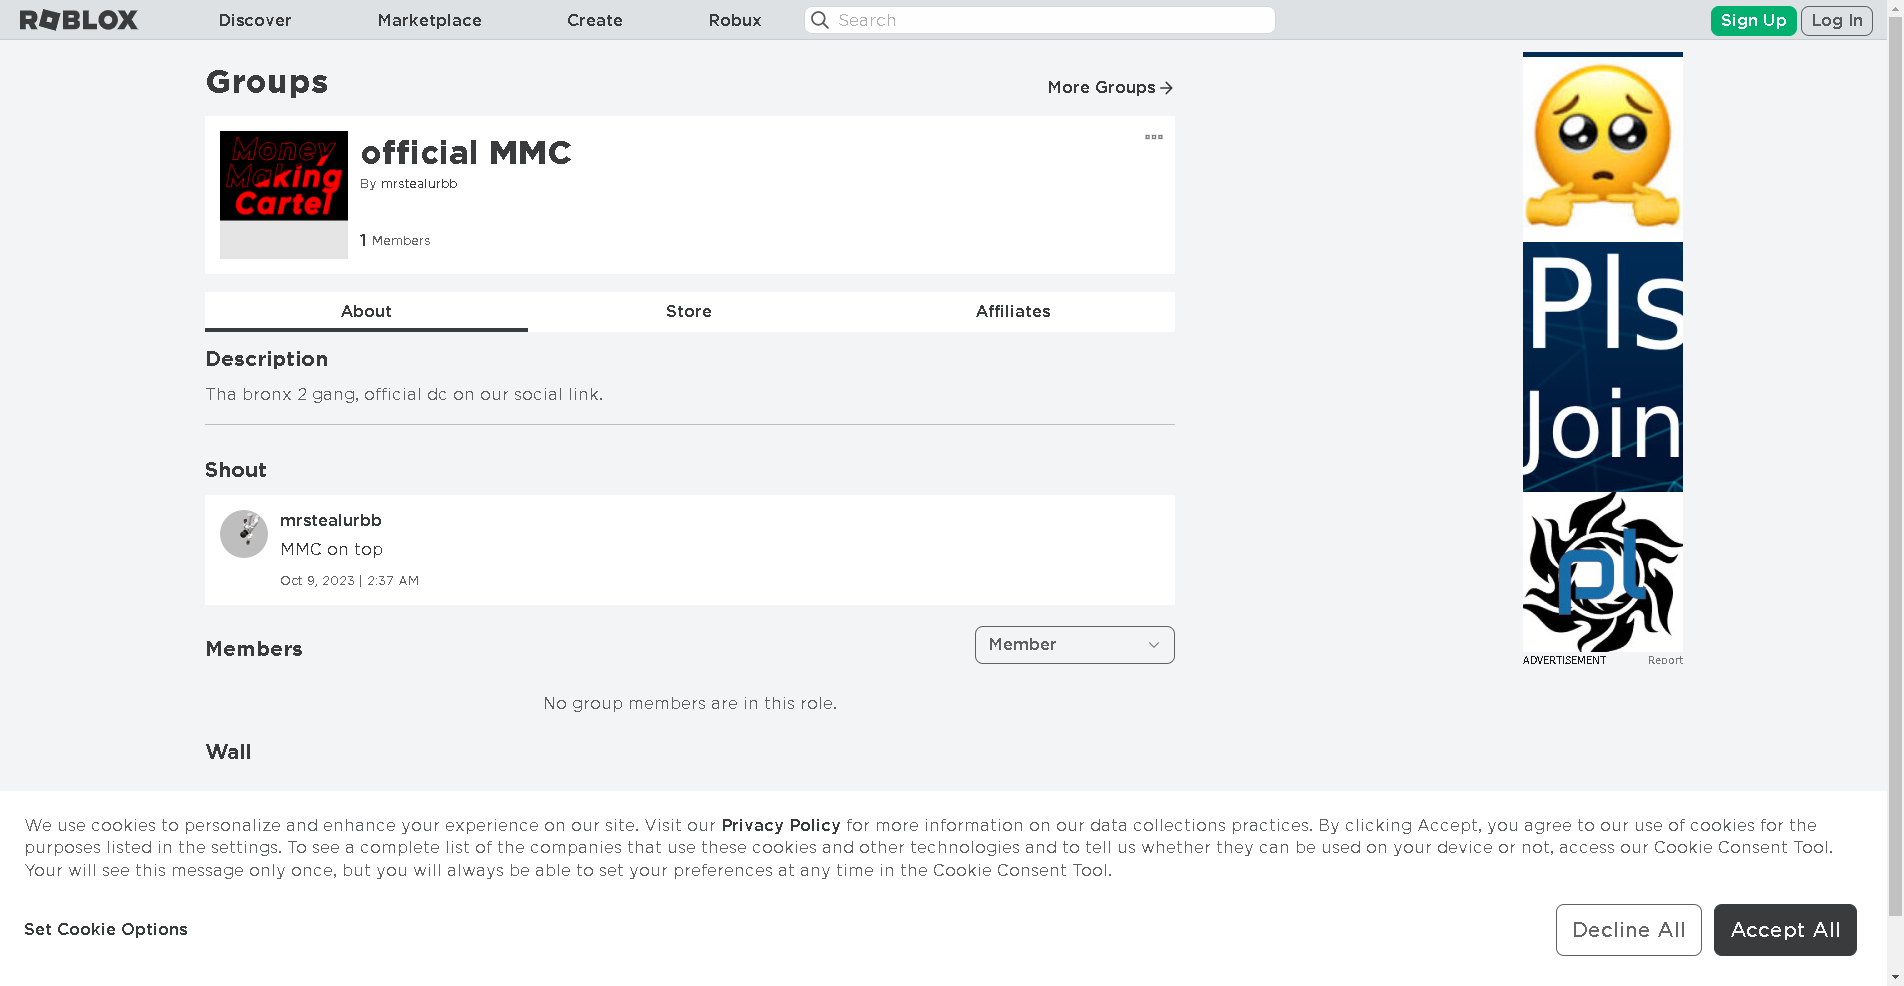 ROBLOX
Discover
Marketplace
Create
Robux
Search
Sign Up
Log In
Groups
More Groups
Money
Making
Cartel
official MMC
By mrstealurbb
1 Members
About
Store
Affiliates
Description
Tha bronx 2 gang, official dc on our social link.
Shout
mrstealurbb
MMC on top
Oct 9, 2023 | 2:37 AM
Members
Member
No group members are in this role.
Wall
Pls
Join
pl
ADVERTISEMENT
Report
We use cookies to personalize and enhance your experience on our site. Visit our Privacy Policy for more information on our data collections practices. By clicking Accept, you agree to our use of cookies for the
purposes listed in the settings. To see a complete list of the companies that use these cookies and other technologies and to tell us whether they can be used on your device or not, access our Cookie Consent Tool.
Your will see this message only once, but you will always be able to set your preferences at any time in the Cookie Consent Tool.
Set Cookie Options
Decline All
Accept All